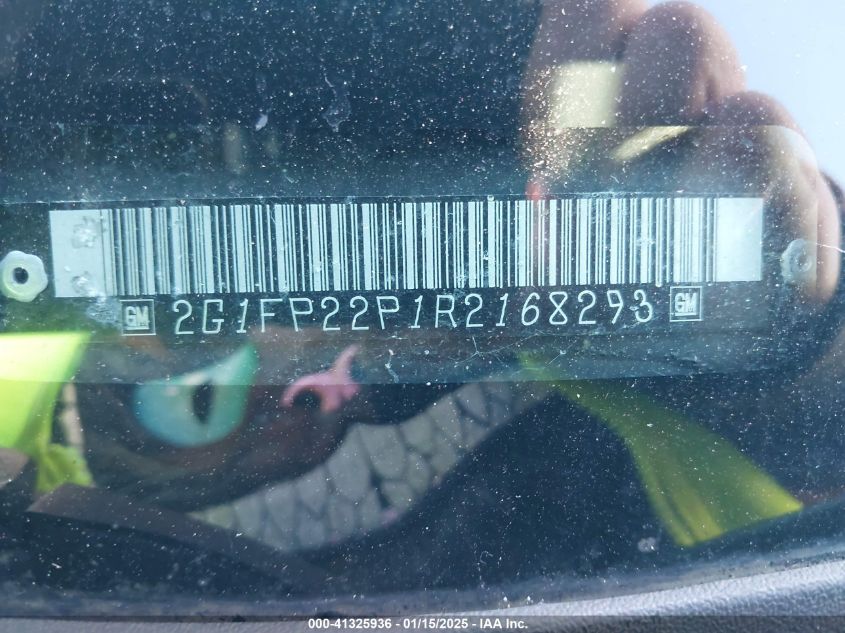 GM 2G1FP22P1R2168293 GM
000-41325936 - 01/15/2025 - IAA Inc.